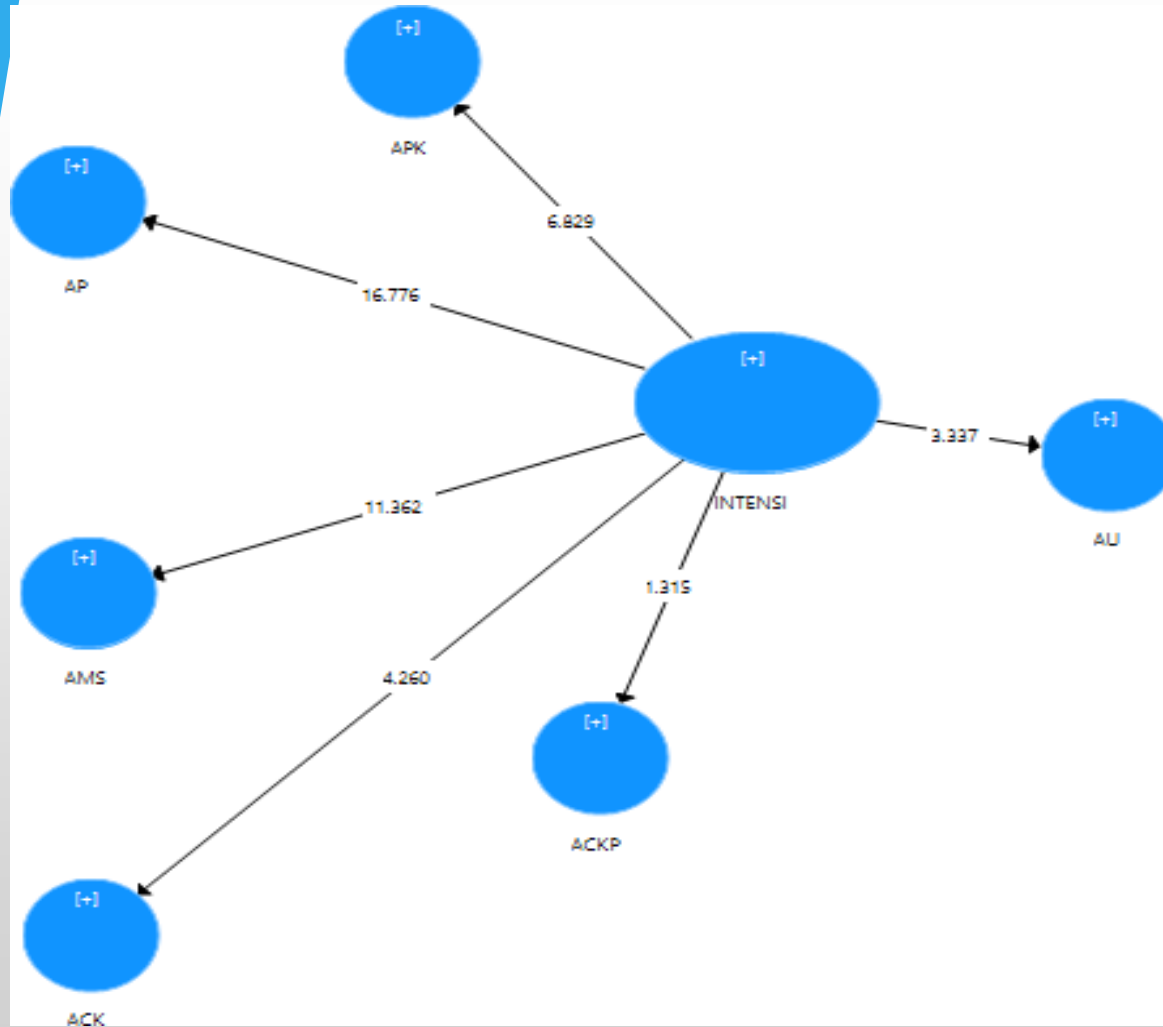 [+]
APK
[+]
AP
6.829
16.776
[+]
INTENSI
[+]
AU
3.337
11.362
[+]
AMS
1.315
4.260
[+]
ACKP
[+]
ACK